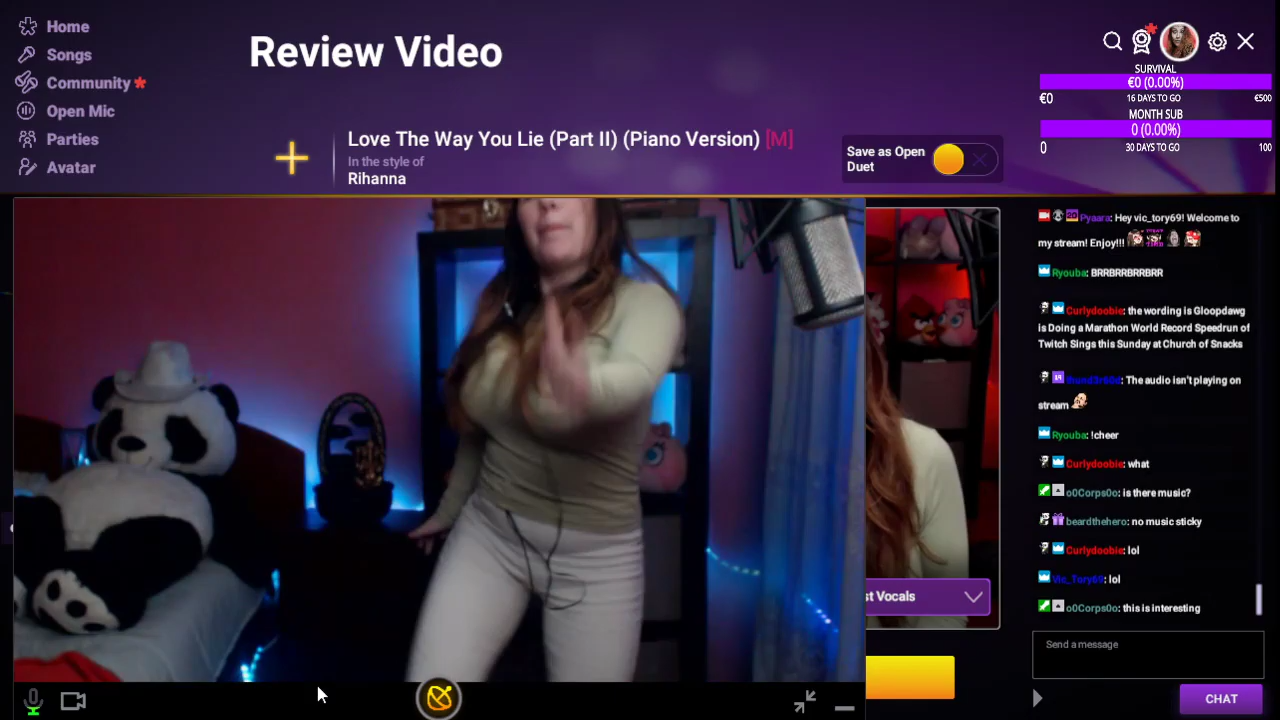 Home
Songs
Community
Open Mic
Parties
Avatar
Review Video
SURVIVAL
€0 (0.00%)
€0 16 DAYS TO GO €500
MONTH SUB
0 (0.00%)
0 30 DAYS TO GO 100
Love The Way You Lie (Part II) (Piano Version) [M]
In the style of
Rihanna
Save as Open
Duet
Pyaara: Hey vic_tory69! Welcome to
my stream! Enjoy!!!
Ryouba: BRRBRRBRRBRR
Curlydoobie: the wording is Gloopdawg
is Doing a Marathon World Record Speedrun of
Twitch Sings this Sunday at Church of Snacks
The audio isn't playing on
stream
Ryouba: !cheer
Curlydoobie: what
o0Corps0o: is there music?
beardthehero: no music sticky
Curlydoobie: lol
Vic_Tory69: lol
o0Corps0o: this is interesting
st Vocals
Send a message
CHAT